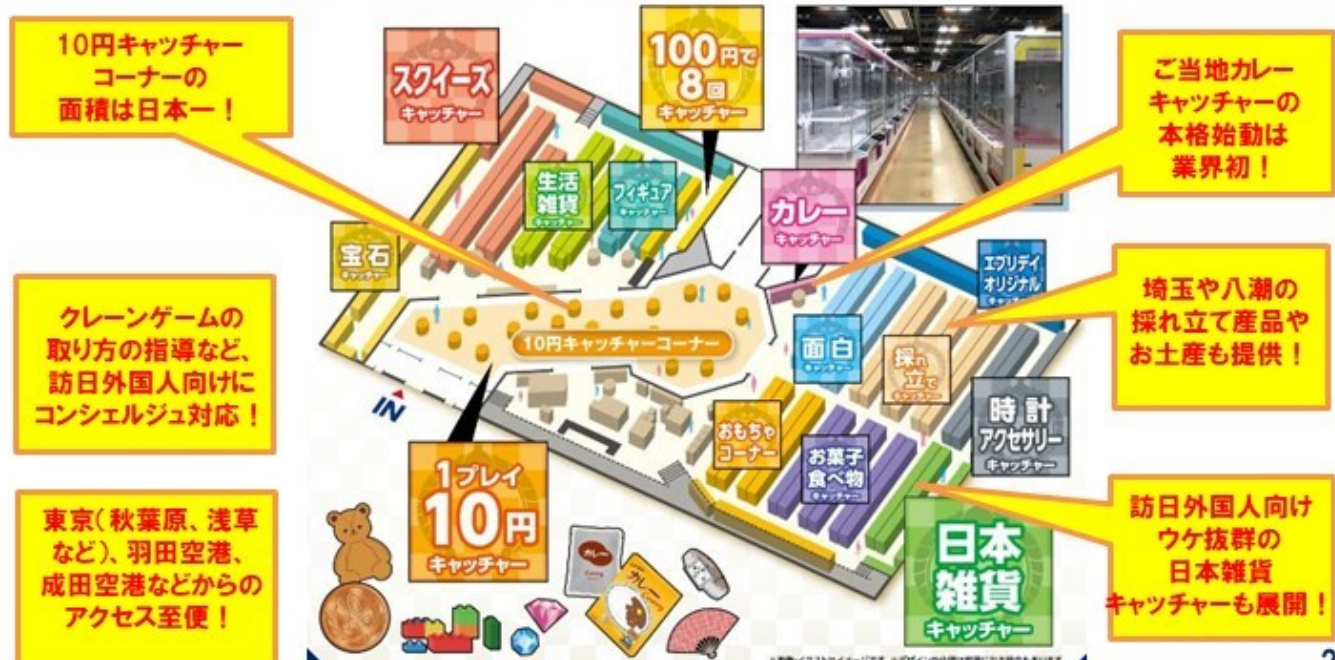 10円キャッチャー
コーナーの
面積は日本一！
クレーンゲームの
取り方の指導など、
訪日外国人向けに
コンシェルジュ対応！
東京(秋葉原、浅草
など)、羽田空港、
成田空港などからの
アクセス至便！
スクイーズ
キャッチャー
100円で
8回
キャッチャー
生活
雑貨
キャッチャー
フィギュア
キャッチャー
カレー
キャッチャー
宝石
キャッチャー
エブリデイ
オリジナル
キャッチャー
10円キャッチャーコーナー
面白
キャッチャー
採れ
立て
キャッチャー
IN
おもちゃ
コーナー
お菓子
食べ物
キャッチャー
時計
アクセサリー
キャッチャー
1プレイ
10円
キャッチャー
カレー
カレー
日本
雑貨
キャッチャー
ご当地カレー
キャッチャーの
本格始動は
業界初！
埼玉や八潮の
採れ立て産品や
お土産も提供！
訪日外国人向け
ウケ抜群の
日本雑貨
キャッチャーも展開！